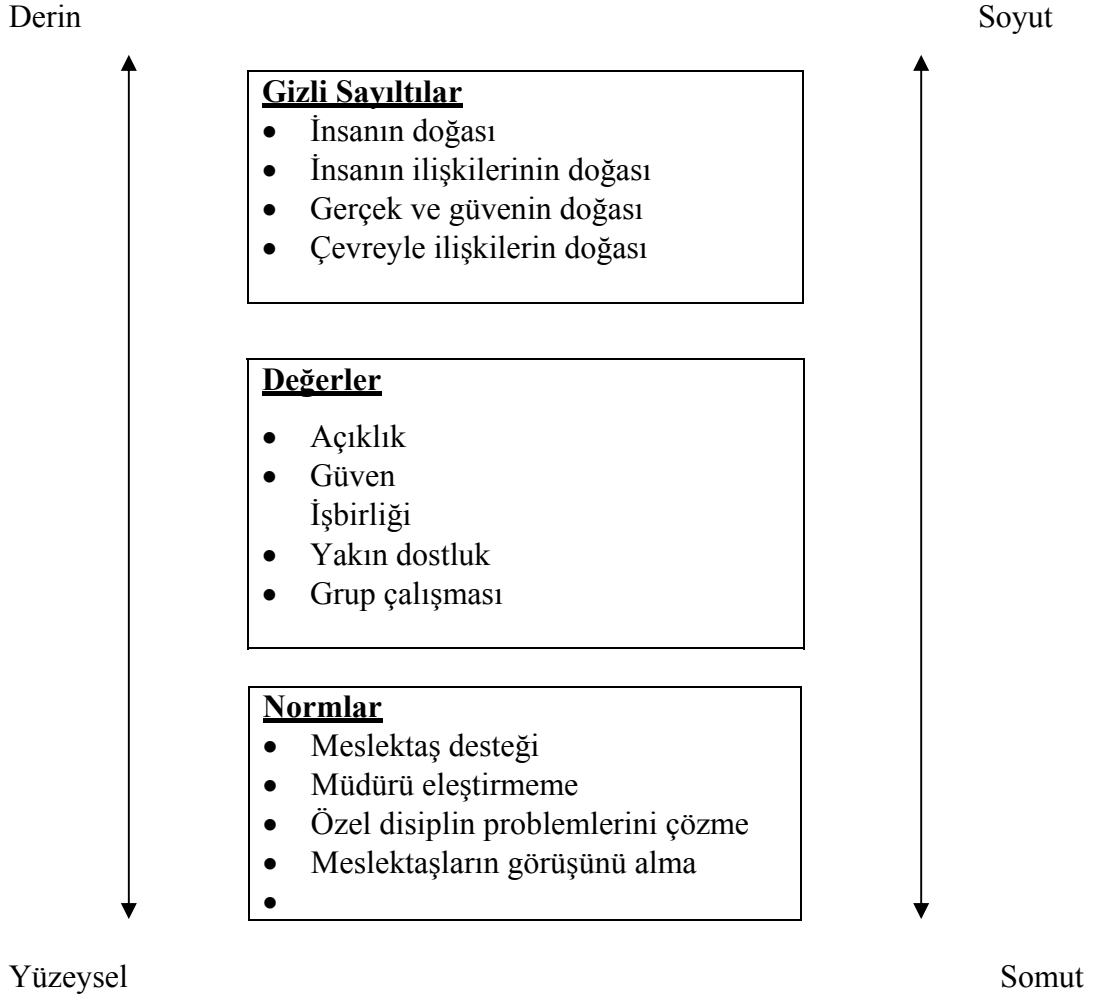 Derin Soyut
Gizli Sayıltılar
• İnsanın doğası
• İnsanın ilişkilerinin doğası
• Gerçek ve güvenin doğası
• Çevreyle ilişkilerin doğası
Değerler
• Açıklık
• Güven
İşbirliği
• Yakın dostluk
• Grup çalışması
Normlar
• Meslektaş desteği
• Müdürü eleştirmeme
• Özel disiplin problemlerini çözme
• Meslektaşların görüşünü alma
•
Yüzeysel Somut